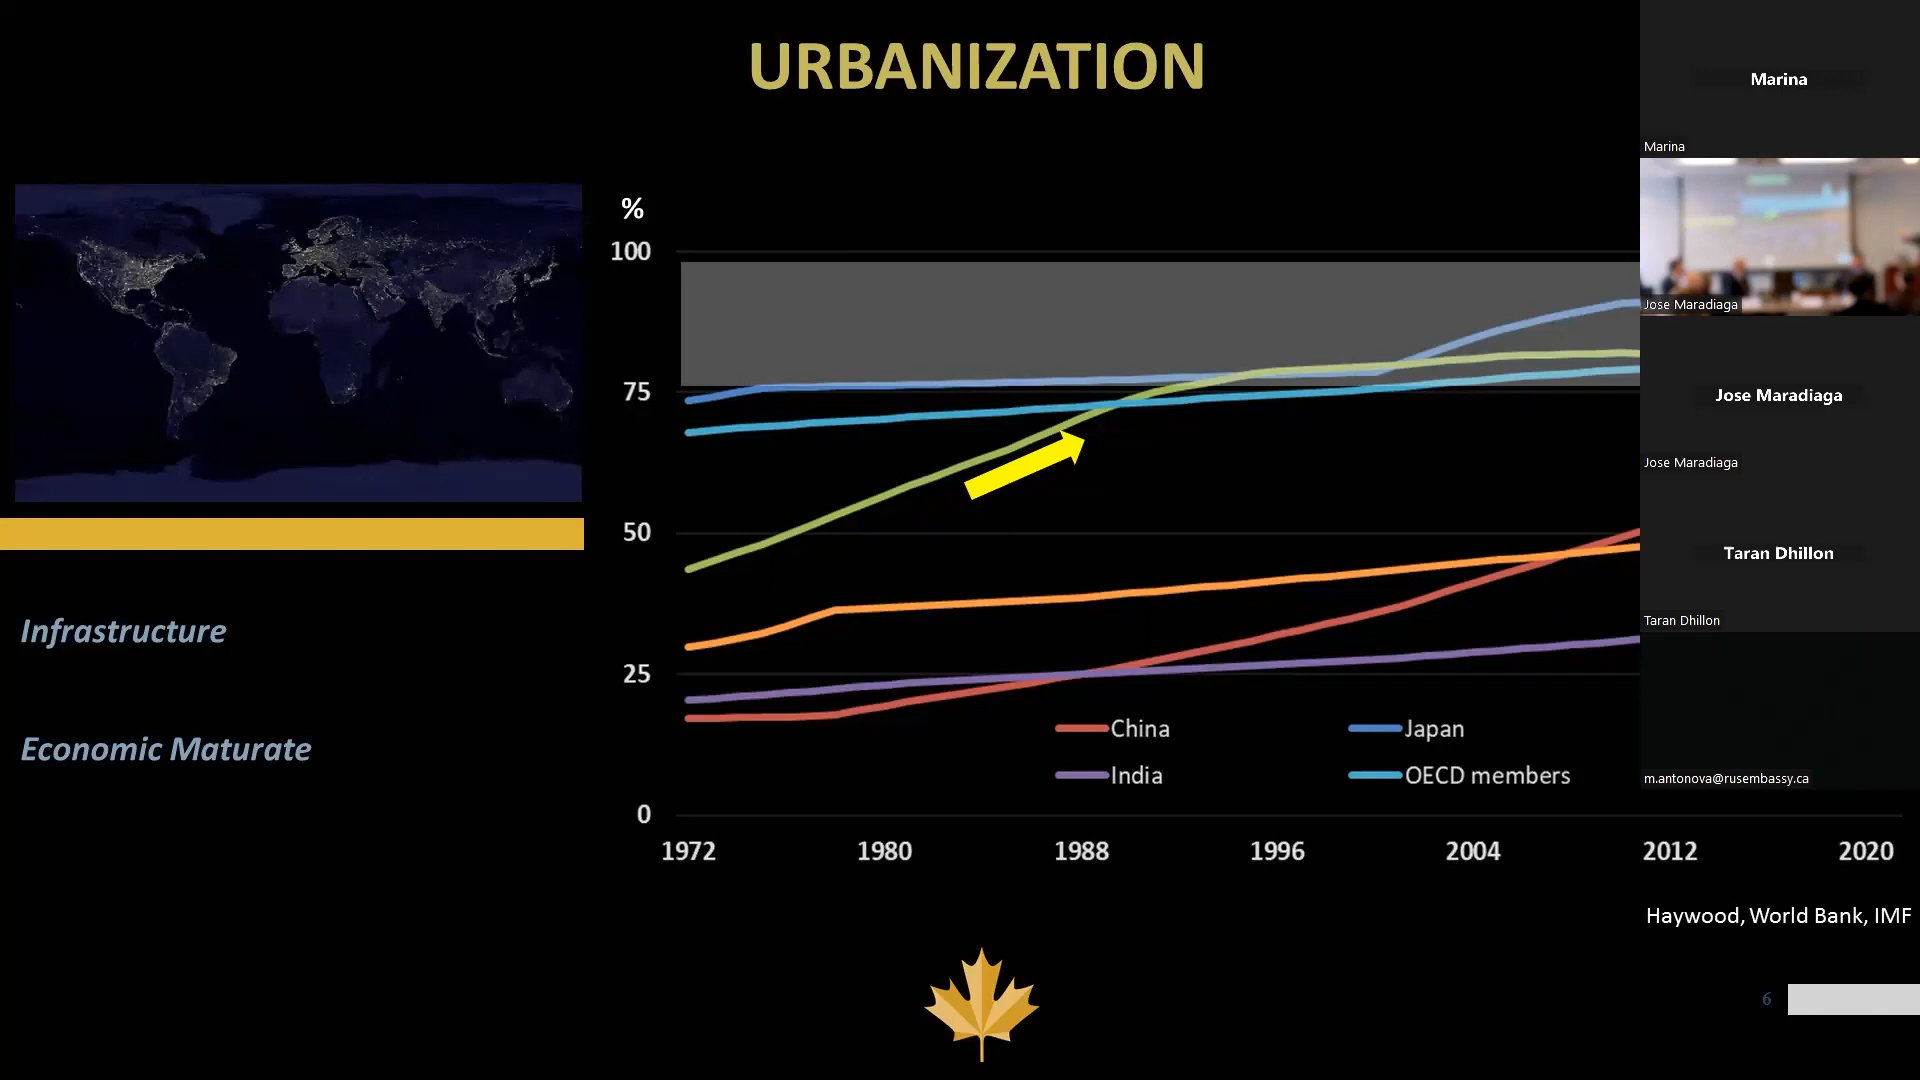 URBANIZATION
%
100
75
50
25
0
1972 1980 1988 1996 2004 2012 2020
China
Japan
India
OECD members
Infrastructure
Economic Maturate
Haywood, World Bank, IMF
6
Marina
Marina
Jose Maradiaga
Jose Maradiaga
Jose Maradiaga
Taran Dhillon
Taran Dhillon
m.antonova@rusembassy.ca